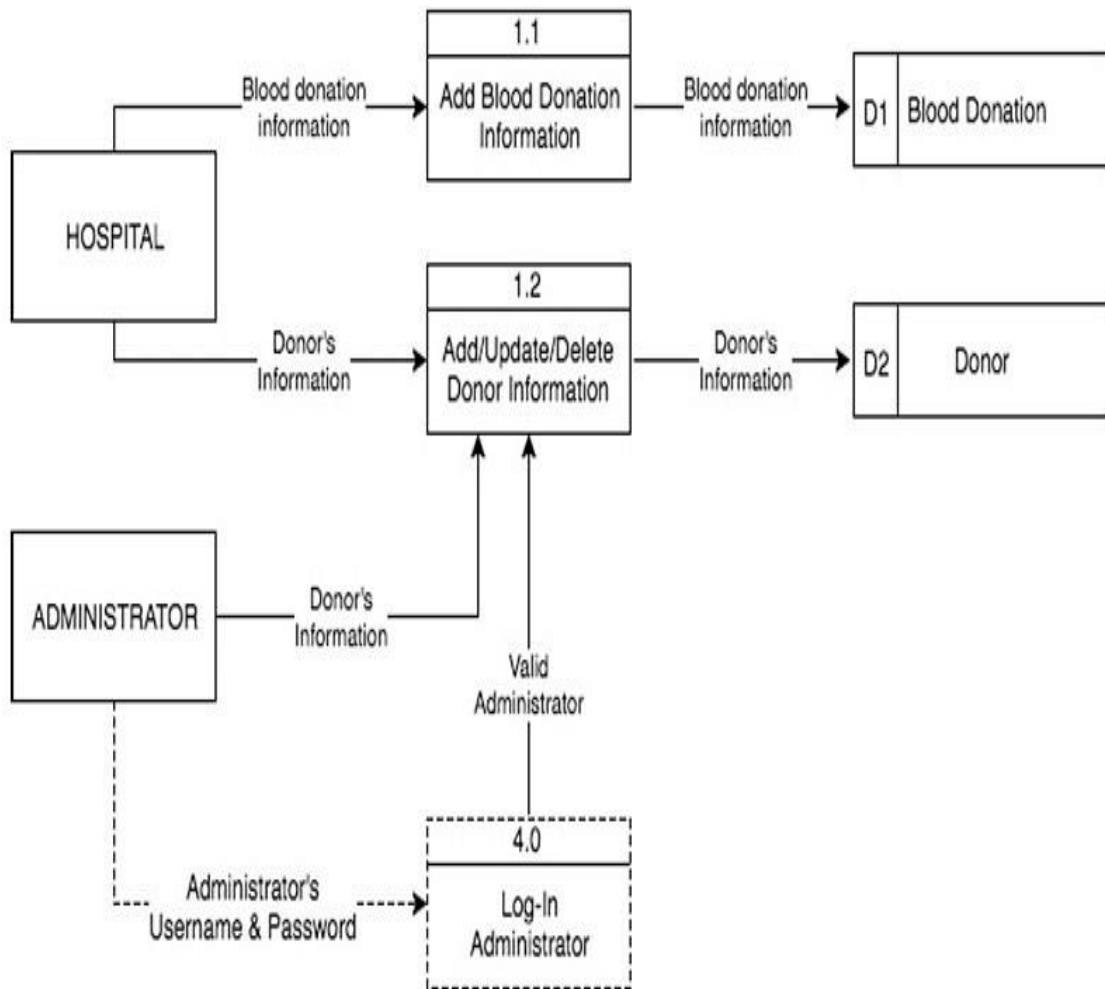 1.1
Blood donation
information
Add Blood Donation
Information
Blood donation
information
D1
Blood Donation
HOSPITAL
1.2
Donor's
Information
Add/Update/Delete
Donor Information
Donor's
Information
D2
Donor
ADMINISTRATOR
Donor's
Information
Valid
Administrator
4.0
Administrator's
Username & Password
Log-In
Administrator